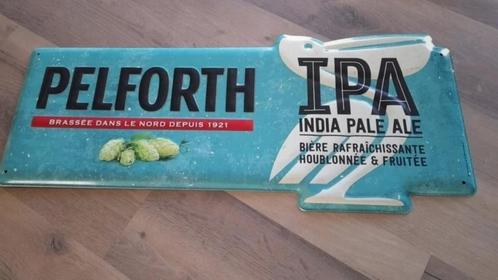 PELFORTH
BRASSÉE DANS LE NORD DEPUIS 1921
IPA
INDIA PALE ALE
BIÈRE RAFRAÎCHISSANTE
HOUBLONNÉE & FRUITÉE